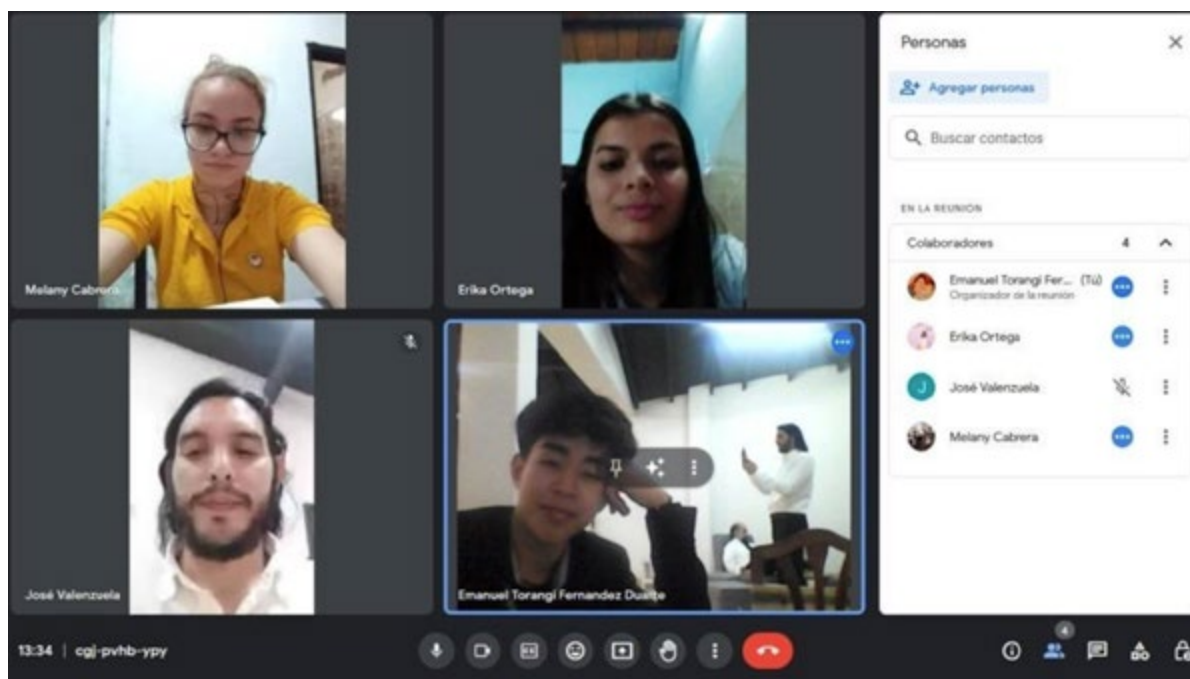 Melany Cabrera
Erika Ortega
José Valenzuela
Emanuel Torangi Fernandez Duarte
13:34 | cgj-pvhb-ypy
4
Personas
Agregar personas
Buscar contactos
EN LA REUNIÓN
Colaboradores 4
Emanuel Torangi Fer... (Tú)
Organizador de la reunión
Erika Ortega
J José Valenzuela
Melany Cabrera